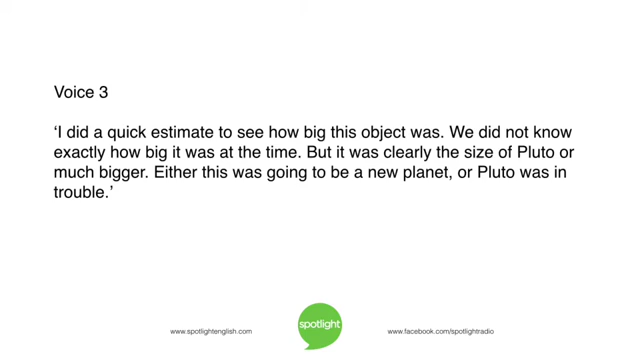 Voice 3
‘I did a quick estimate to see how big this object was. We did not know
exactly how big it was at the time. But it was clearly the size of Pluto or
much bigger. Either this was going to be a new planet, or Pluto was in
trouble.’
www.spotlightenglish.com
spotlight
www.facebook.com/spotlightradio